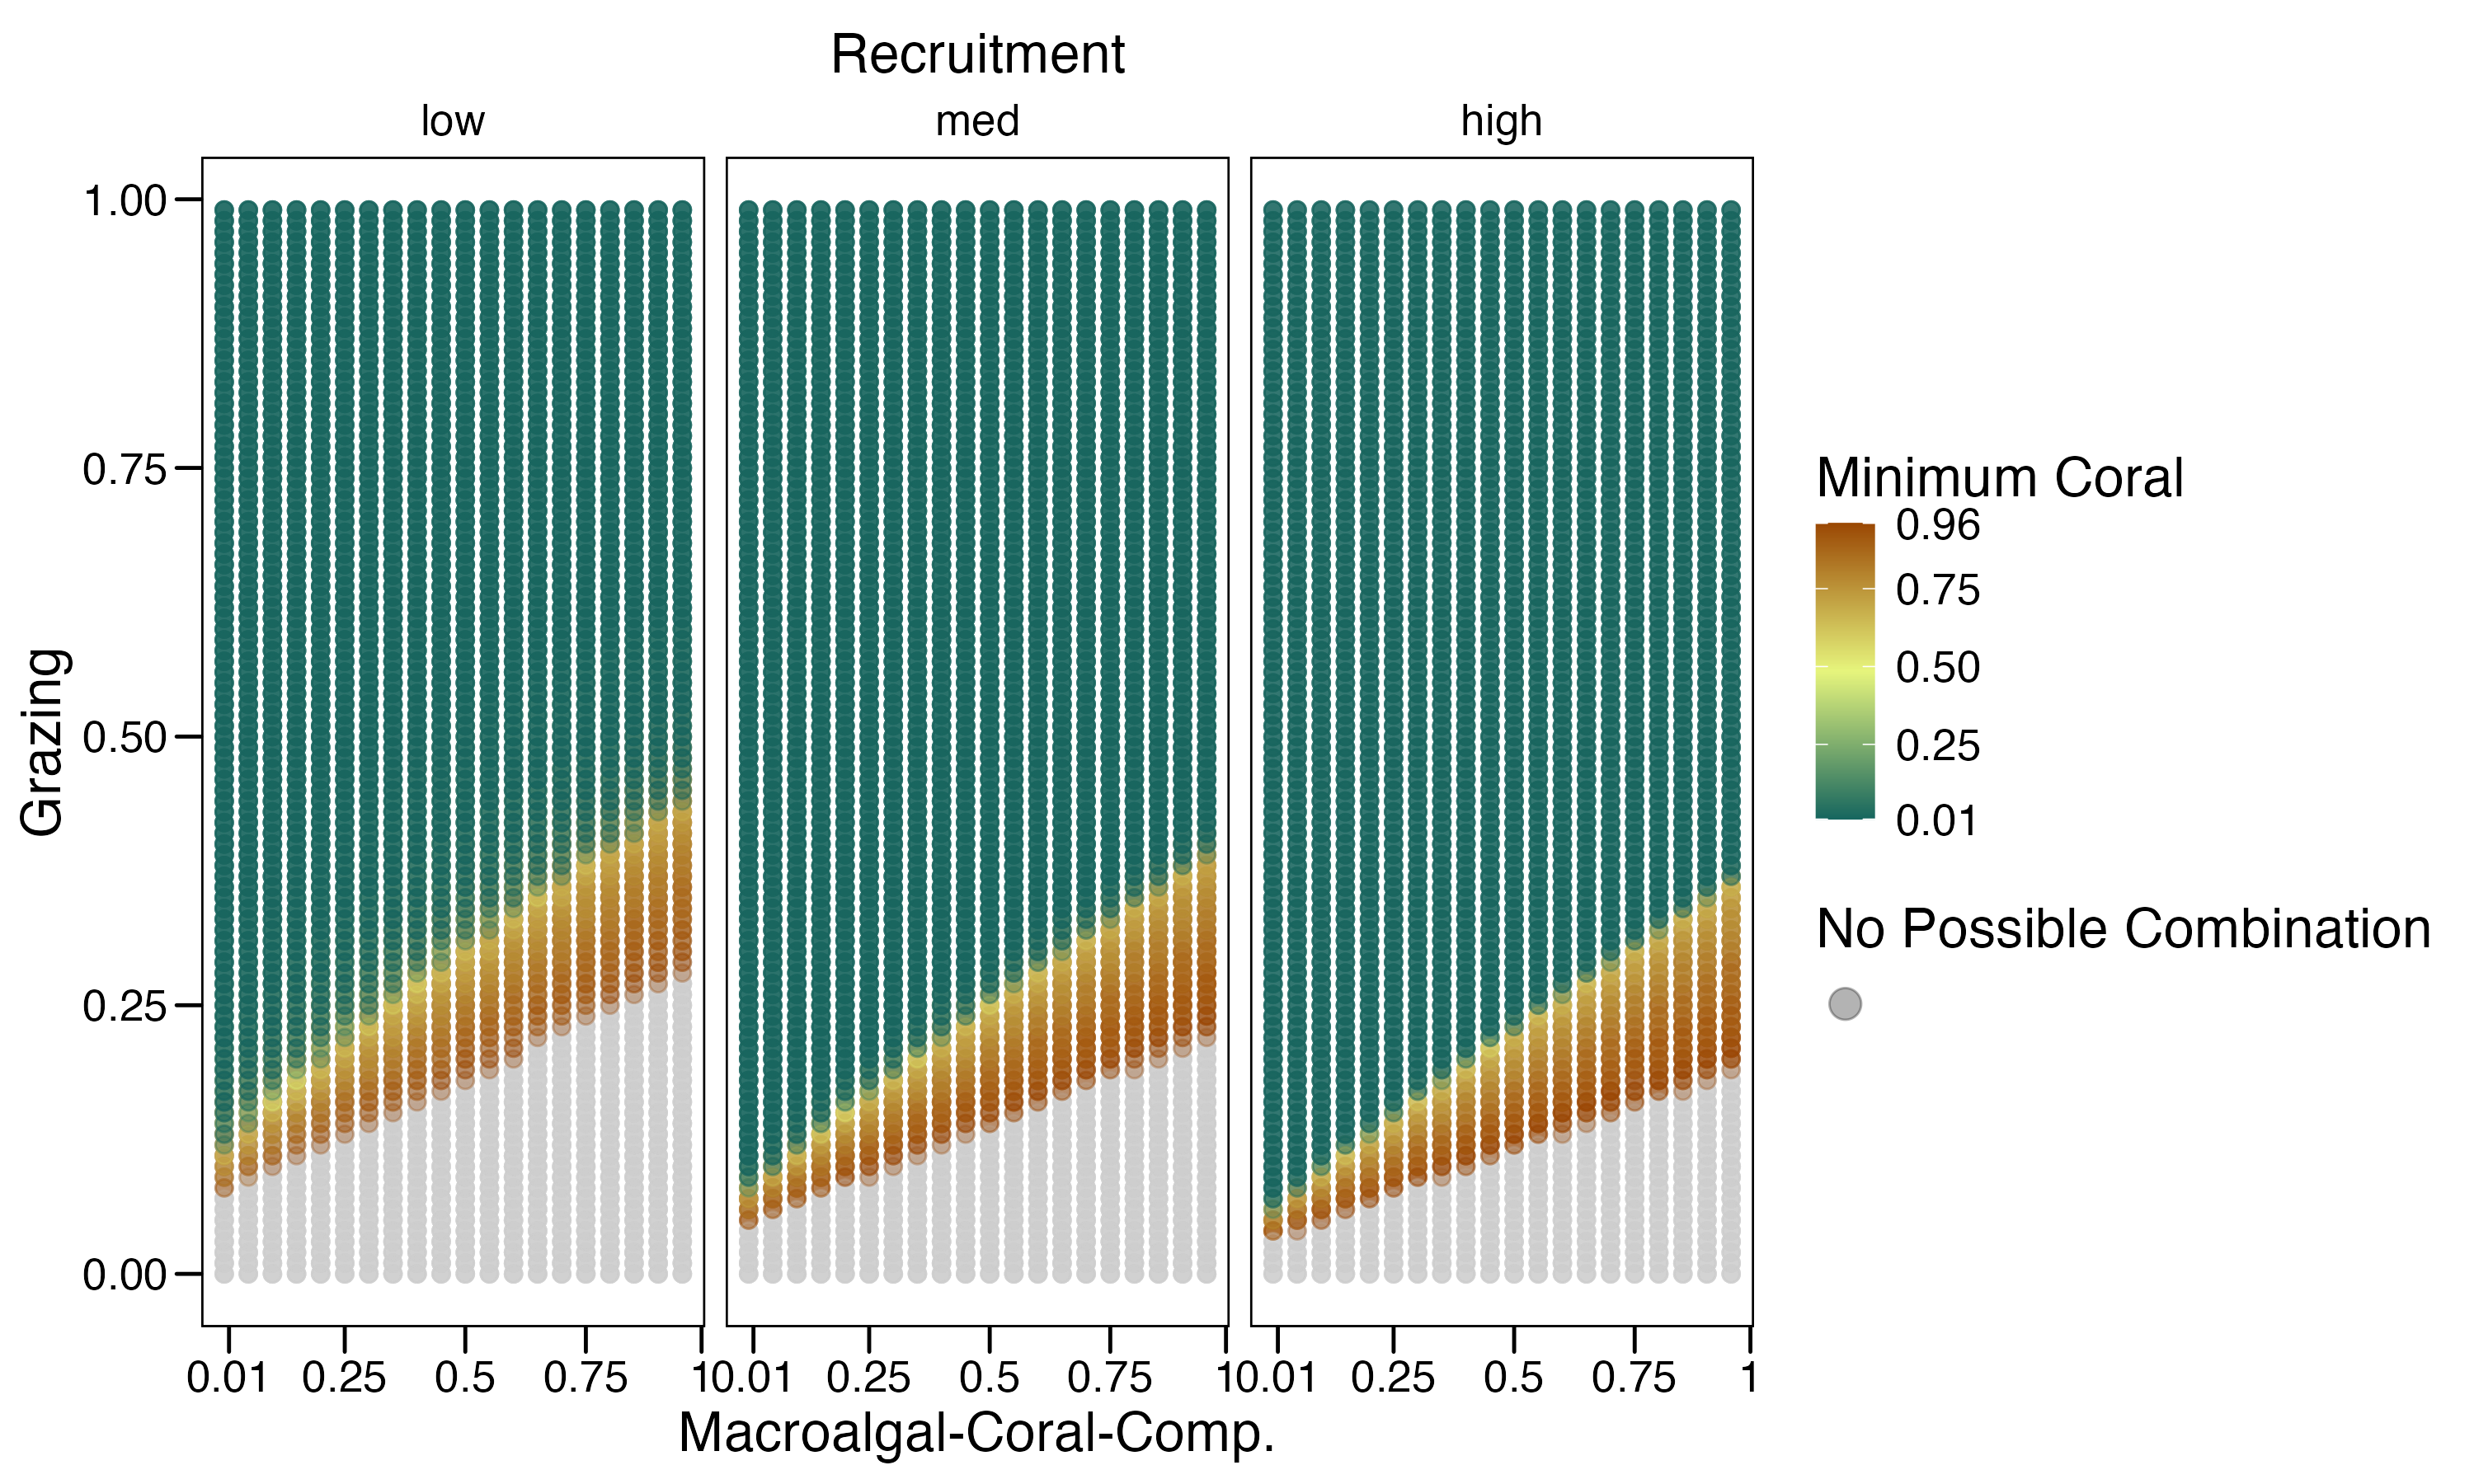 Recruitment
low med high
1.00
0.75
0.50
0.25
0.00
Grazing
0.01 0.25 0.5 0.75 1 0.01 0.25 0.5 0.75 1 0.01 0.25 0.5 0.75 1
Macroalgal-Coral-Comp.
Minimum Coral
0.96
0.75
0.50
0.25
0.01
No Possible Combination